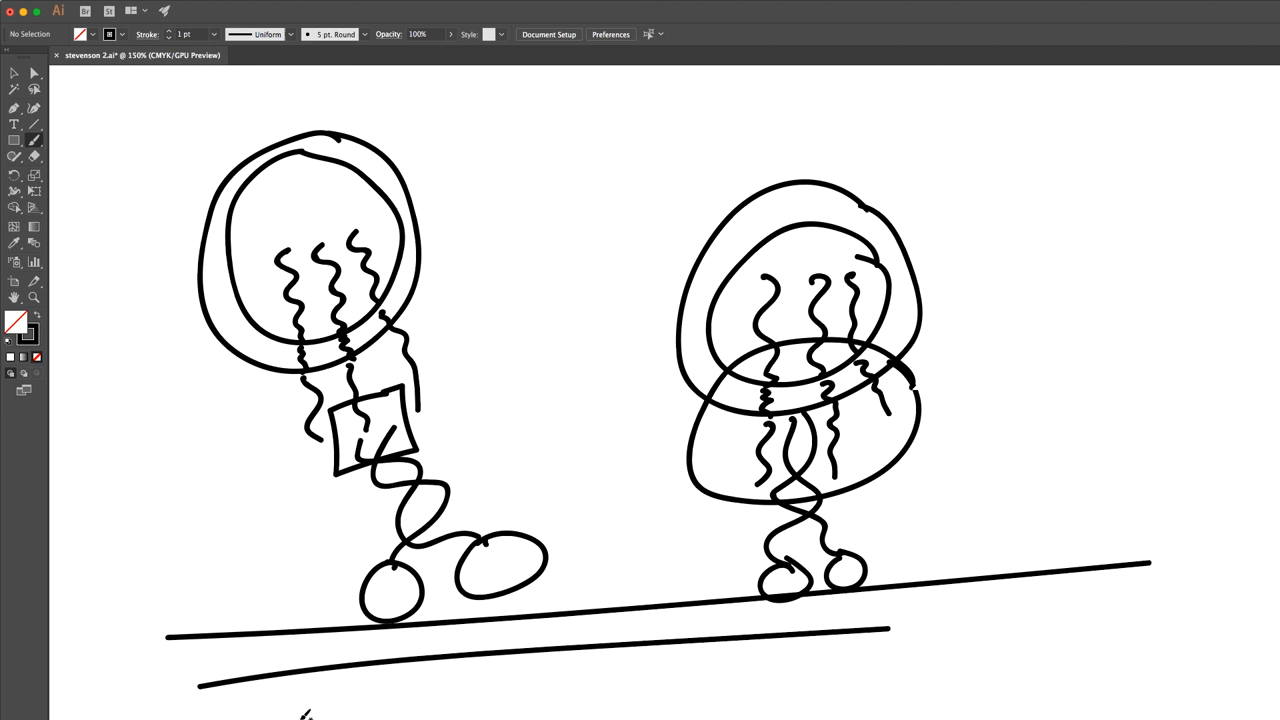 Ai Br St
No Selection Stroke: 1 pt Uniform 5 pt. Round Opacity: 100% Style: Document Setup Preferences
× stevenson 2.ai* @ 150% (CMYK/GPU Preview)